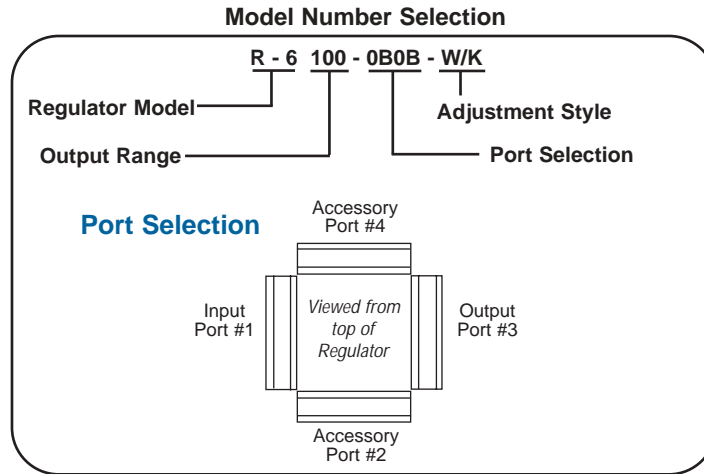 Model Number Selection
R - 6 100 - 0B0B - W/K
Regulator Model
Adjustment Style
Output Range
Port Selection
Port Selection
Accessory
Port #4
Input
Port #1
Viewed from
top of
Regulator
Output
Port #3
Accessory
Port #2